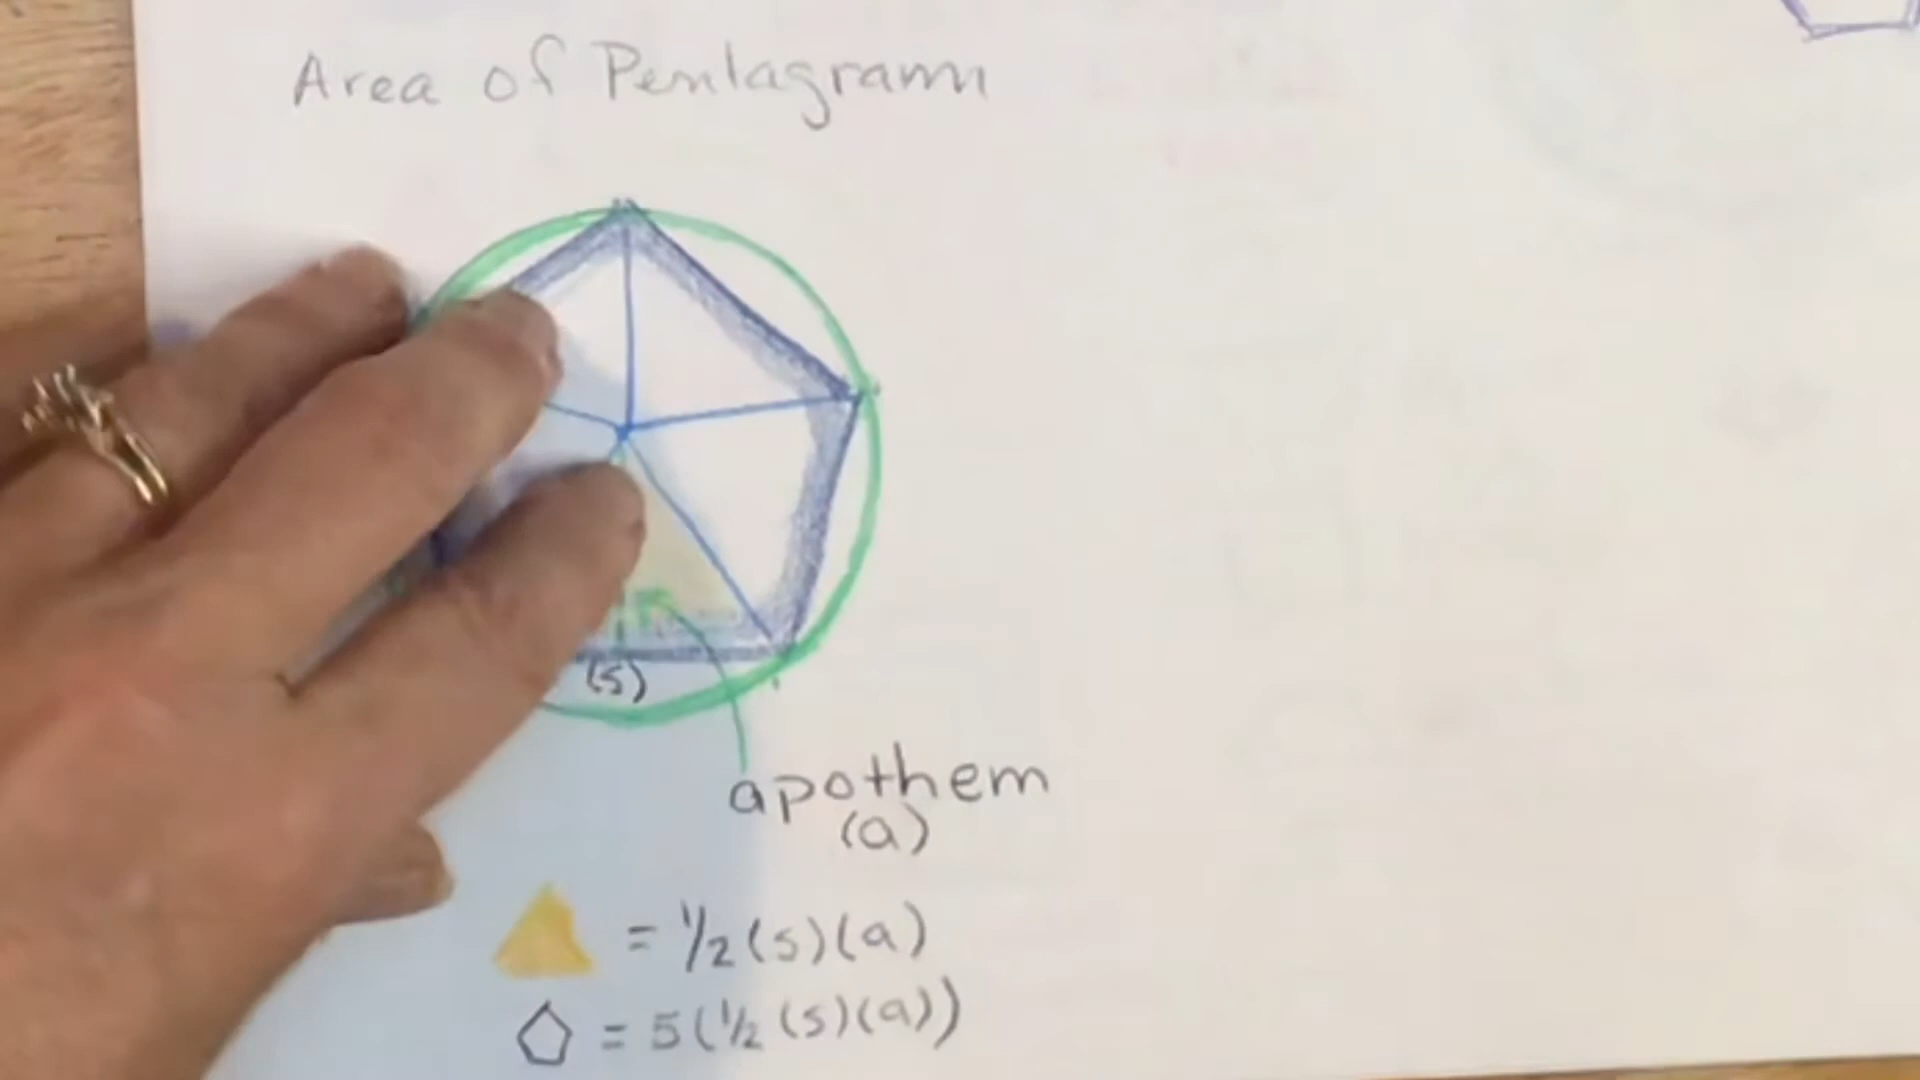 Area of Pentagram
(s)
apothem
(a)
= 1/2 (s)(a)
= 5(1/2 (s)(a))